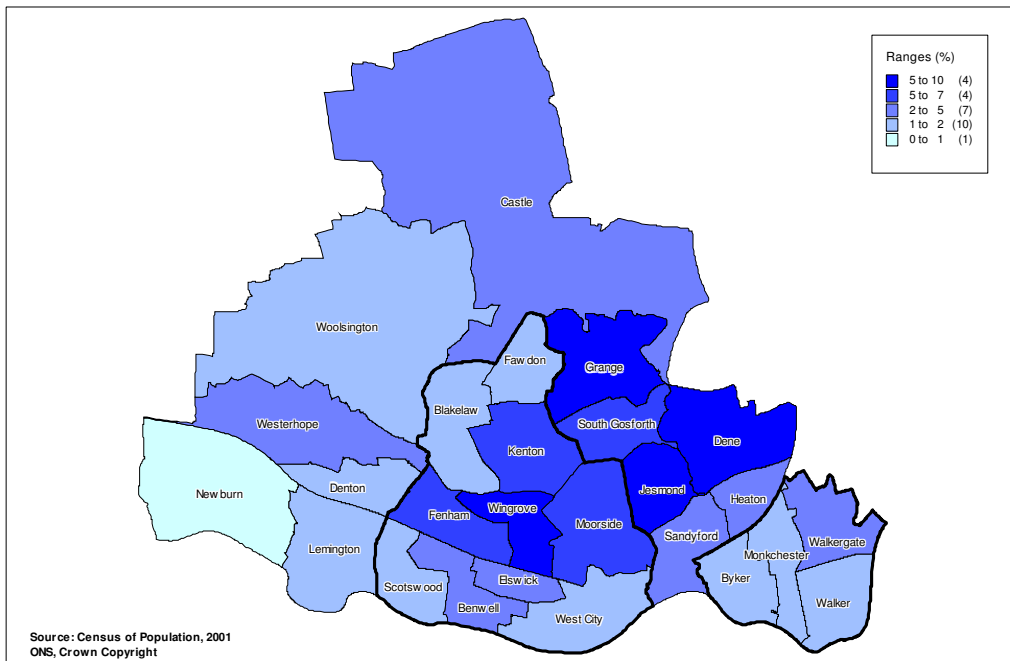 Ranges (%)
5 to 10 (4)
5 to 7 (4)
2 to 5 (7)
1 to 2 (10)
0 to 1 (1)
Castle
Woolsington
Fawdon
Grange
Blakelaw
South Gosforth
Westerhope
Dene
Kenton
Denton
Jesmond
Newburn
Heaton
Wingrove
Fenham
Moorside
Sandyford
Walkergate
Lemington
Monkchester
Elswick
Byker
Scotswood
Walker
Benwell
West City
Source: Census of Population, 2001
ONS, Crown Copyright